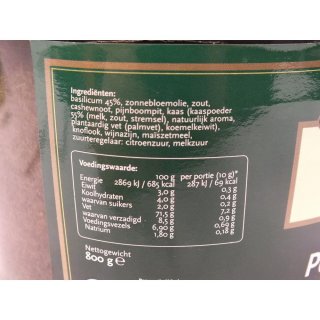 Ingrediënten:
basilicum 45%, zonnebloemolie, zout,
cashewnoot, pijnboompit, kaas (kaaspoeder
55% (melk, zout, stremsel), natuurlijk aroma,
plantaardig vet (palmvet), koemelkeiwit),
knoflook, wijnazijn, maïszetmeel,
zuurteregelaar: citroenzuur, melkzuur
Voedingswaarde:
100 g per portie (10 g)*
Energie 2869 kJ / 685 kcal 287 kJ / 69 kcal
Eiwit 3,0 g 0,3 g
Koolhydraten 4,0 g 0,4 g
waarvan suikers 2,0 g 0,2 g
Vet 71,5 g 7,2 g
waarvan verzadigd 8,5 g 0,9 g
Voedingsvezels 6,90 g 0,69 g
Natrium 1,80 g 0,18 g
Nettogewicht
800 g e